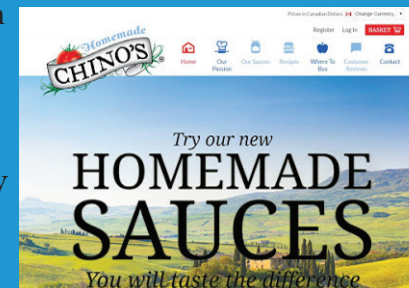 n
y
Prices in Canadian Dollars Change Currency
Register Log In BASKET
Homemade
CHINO'S
Home
Our Passion
Our Sauces
Recipes
Where To Buy
Customer Reviews
Contact
Try our new
HOMEMADE
SAUCES
You will taste the difference